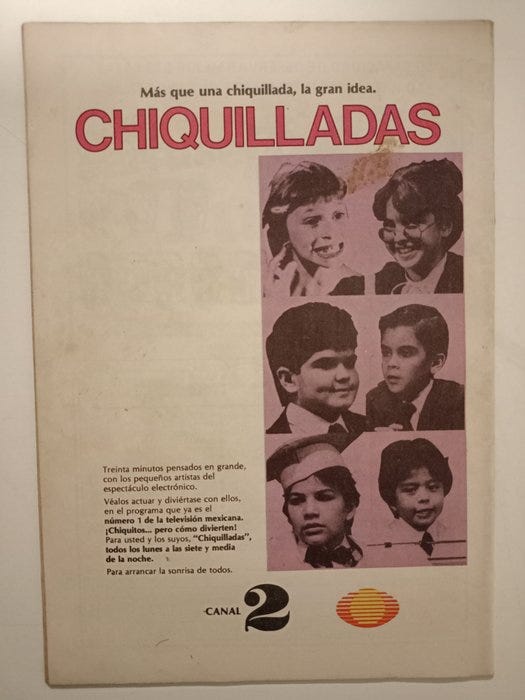 Más que una chiquillada, la gran idea.
CHIQUILLADAS
Treinta minutos pensados en grande,
con los pequeños artistas del
espectáculo electrónico.
Véalos actuar y diviértase con ellos,
en el programa que ya es el
número 1 de la televisión mexicana.
¡Chiquitos... pero cómo divierten!
Para usted y los suyos, "Chiquilladas",
todos los lunes a las siete y media
de la noche.
Para arrancar la sonrisa de todos.
CANAL 2